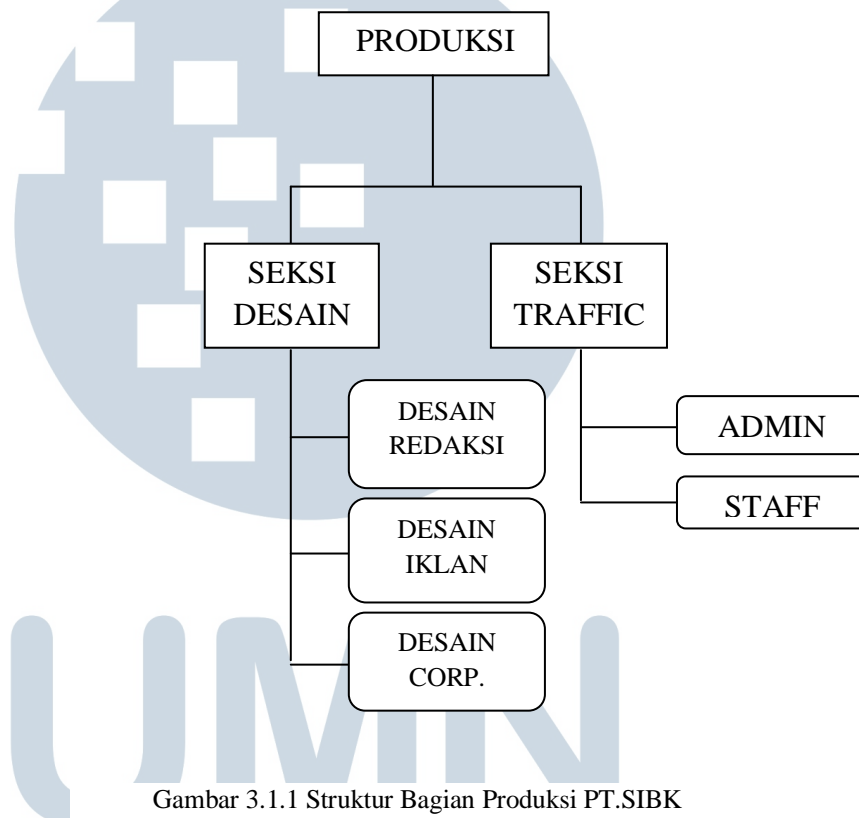 PRODUKSI
SEKSI
DESAIN
SEKSI
TRAFFIC
DESAIN
REDAKSI
DESAIN
IKLAN
DESAIN
CORP.
ADMIN
STAFF
UMN
Gambar 3.1.1 Struktur Bagian Produksi PT.SIBK